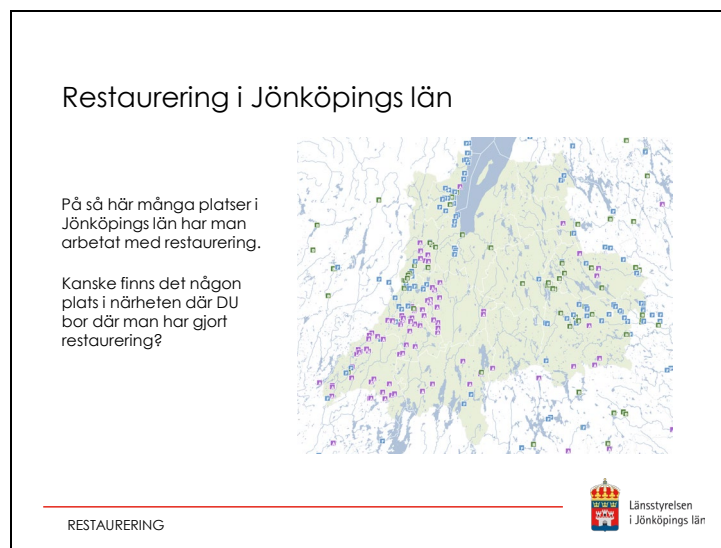 Restaurering i Jönköpings län
På så här många platser i
Jönköpings län har man
arbetat med restaurering.
Kanske finns det någon
plats i närheten där DU
bor där man har gjort
restaurering?
RESTAURERING
Länsstyrelsen
i Jönköpings län